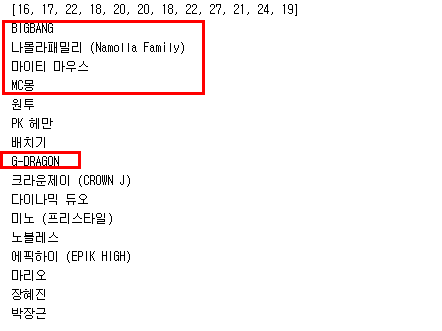 [16, 17, 22, 18, 20, 20, 18, 22, 27, 21, 24, 19]
BIGBANG
나몰라패밀리 (Namolla Family)
마이티 마우스
MC몽
원투
PK 헤만
배치기
G-DRAGON
크라운제이 (CROWN J)
다이나믹 듀오
미노 (프리스타일)
노블레스
에픽하이 (EPIK HIGH)
마리오
장혜진
박장근